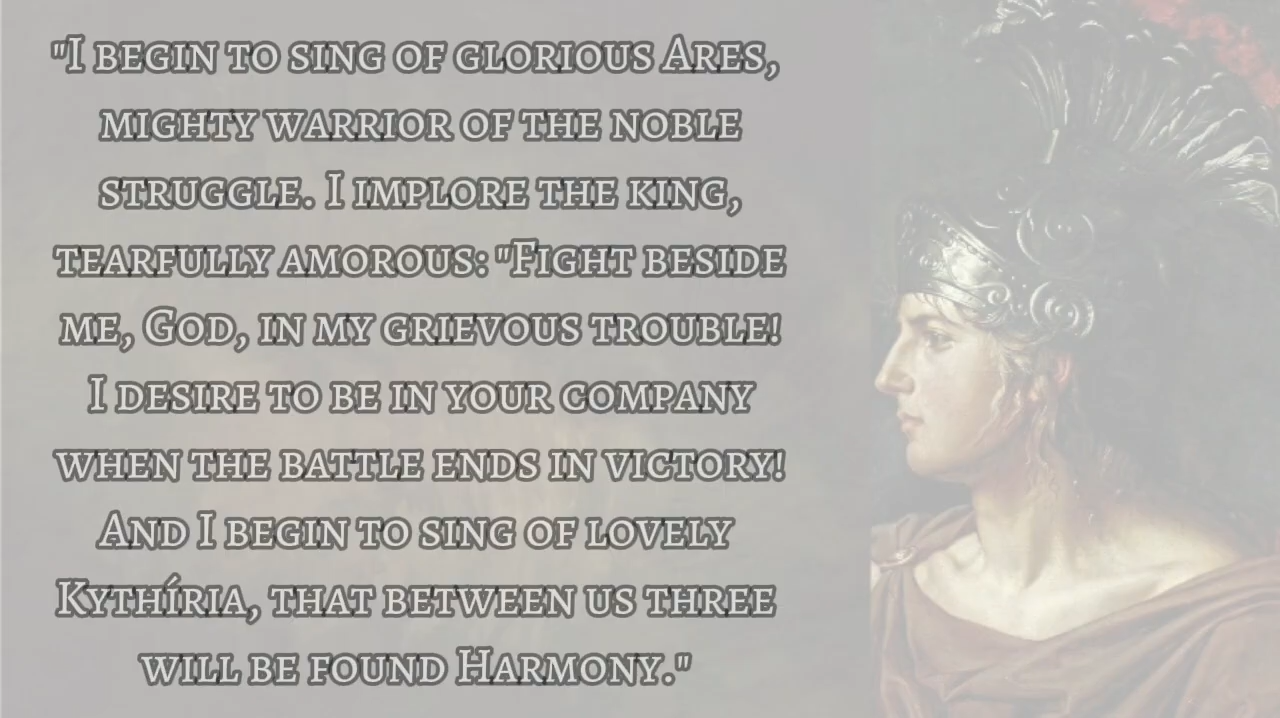 "I begin to sing of glorious Ares,
mighty warrior of the noble
struggle. I implore the king,
tearfully amorous: "Fight beside
me, God, in my grievous trouble!
I desire to be in your company
when the battle ends in victory!
And I begin to sing of lovely
Kythíria, that between us three
will be found Harmony."